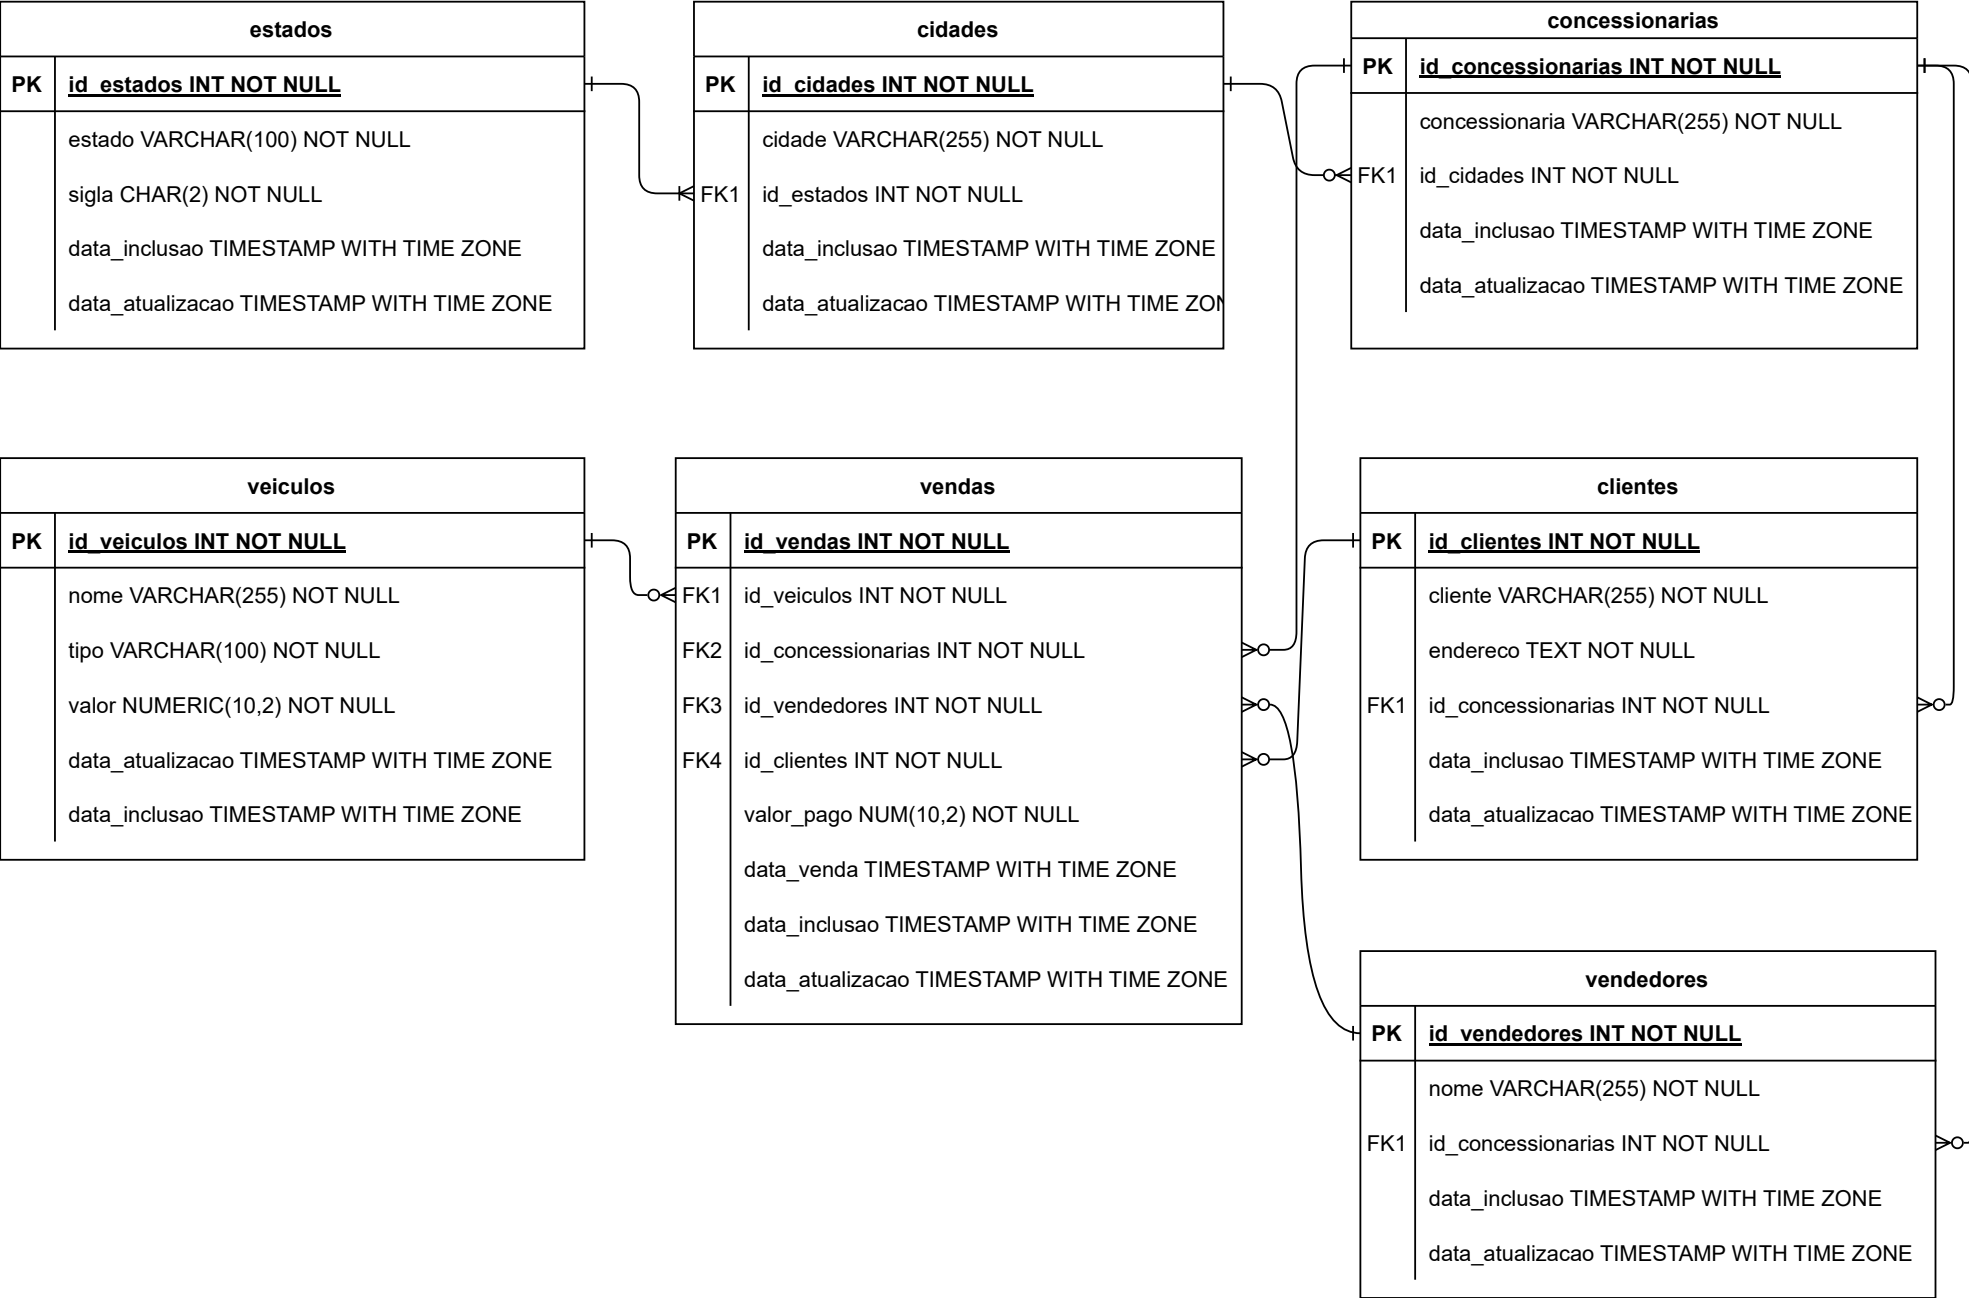 estados
PK id_estados INT NOT NULL
estado VARCHAR(100) NOT NULL
sigla CHAR(2) NOT NULL
data_inclusao TIMESTAMP WITH TIME ZONE
data_atualizacao TIMESTAMP WITH TIME ZONE
cidades
PK id_cidades INT NOT NULL
cidade VARCHAR(255) NOT NULL
FK1 id_estados INT NOT NULL
data_inclusao TIMESTAMP WITH TIME ZONE
data_atualizacao TIMESTAMP WITH TIME ZON
concessionarias
PK id_concessionarias INT NOT NULL
concessionaria VARCHAR(255) NOT NULL
FK1 id_cidades INT NOT NULL
data_inclusao TIMESTAMP WITH TIME ZONE
data_atualizacao TIMESTAMP WITH TIME ZONE
veiculos
PK id_veiculos INT NOT NULL
nome VARCHAR(255) NOT NULL
tipo VARCHAR(100) NOT NULL
valor NUMERIC(10,2) NOT NULL
data_atualizacao TIMESTAMP WITH TIME ZONE
data_inclusao TIMESTAMP WITH TIME ZONE
vendas
PK id_vendas INT NOT NULL
FK1 id_veiculos INT NOT NULL
FK2 id_concessionarias INT NOT NULL
FK3 id_vendedores INT NOT NULL
FK4 id_clientes INT NOT NULL
valor_pago NUM(10,2) NOT NULL
data_venda TIMESTAMP WITH TIME ZONE
data_inclusao TIMESTAMP WITH TIME ZONE
data_atualizacao TIMESTAMP WITH TIME ZONE
clientes
PK id_clientes INT NOT NULL
cliente VARCHAR(255) NOT NULL
endereco TEXT NOT NULL
FK1 id_concessionarias INT NOT NULL
data_inclusao TIMESTAMP WITH TIME ZONE
data_atualizacao TIMESTAMP WITH TIME ZONE
vendedores
PK id_vendedores INT NOT NULL
nome VARCHAR(255) NOT NULL
FK1 id_concessionarias INT NOT NULL
data_inclusao TIMESTAMP WITH TIME ZONE
data_atualizacao TIMESTAMP WITH TIME ZONE